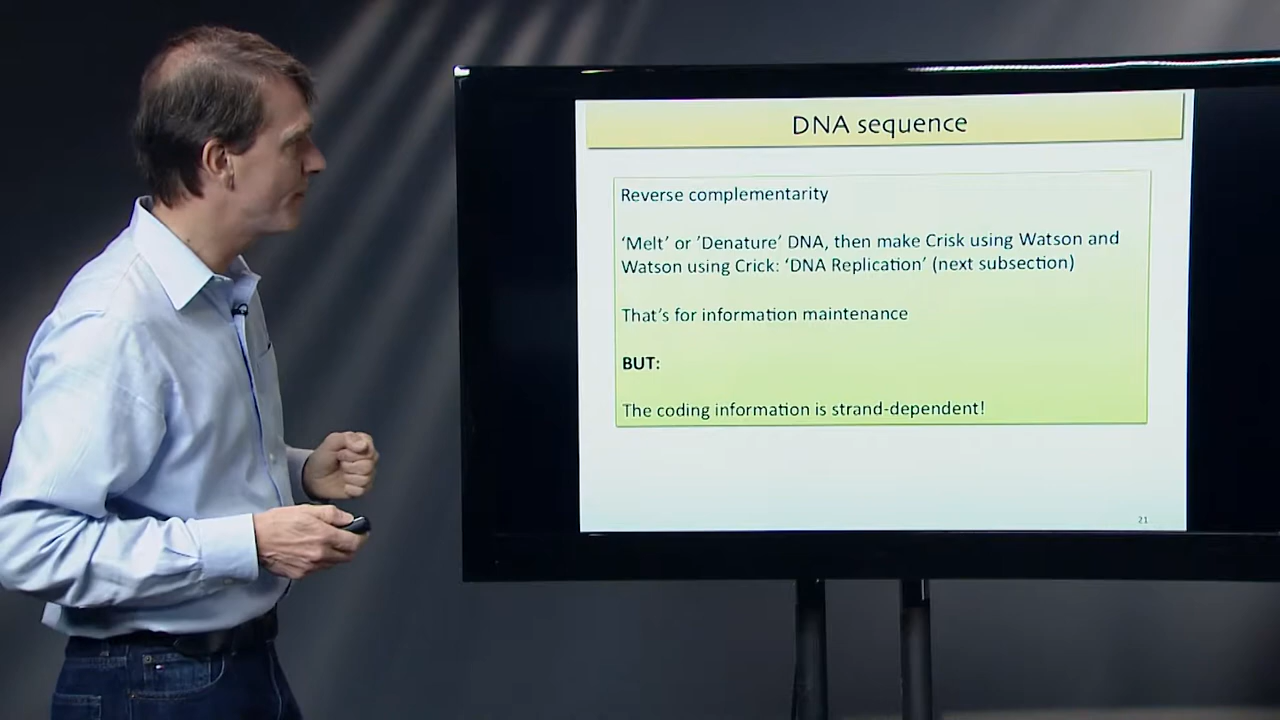 DNA sequence
Reverse complementarity
‘Melt’ or ’Denature’ DNA, then make Crisk using Watson and
Watson using Crick: ‘DNA Replication’ (next subsection)
That’s for information maintenance
BUT:
The coding information is strand-dependent!
21